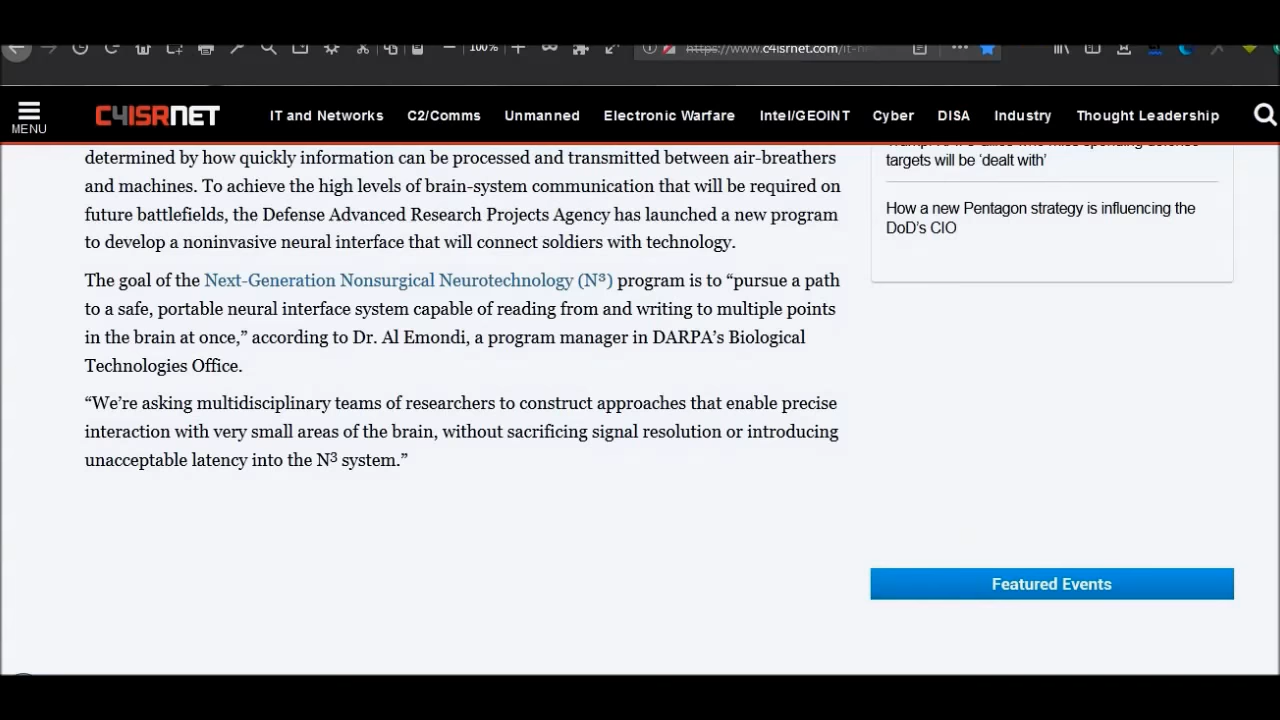 100%
https://www.c4isrnet.com/it-n
MENU
C4ISRNET
IT and Networks
C2/Comms
Unmanned
Electronic Warfare
Intel/GEOINT
Cyber
DISA
Industry
Thought Leadership
determined by how quickly information can be processed and transmitted between air-breathers
and machines. To achieve the high levels of brain-system communication that will be required on
future battlefields, the Defense Advanced Research Projects Agency has launched a new program
to develop a noninvasive neural interface that will connect soldiers with technology.
The goal of the Next-Generation Nonsurgical Neurotechnology (N³) program is to “pursue a path
to a safe, portable neural interface system capable of reading from and writing to multiple points
in the brain at once,” according to Dr. Al Emondi, a program manager in DARPA’s Biological
Technologies Office.
“We’re asking multidisciplinary teams of researchers to construct approaches that enable precise
interaction with very small areas of the brain, without sacrificing signal resolution or introducing
unacceptable latency into the N³ system.”
targets will be ‘dealt with’
How a new Pentagon strategy is influencing the
DoD’s CIO
Featured Events